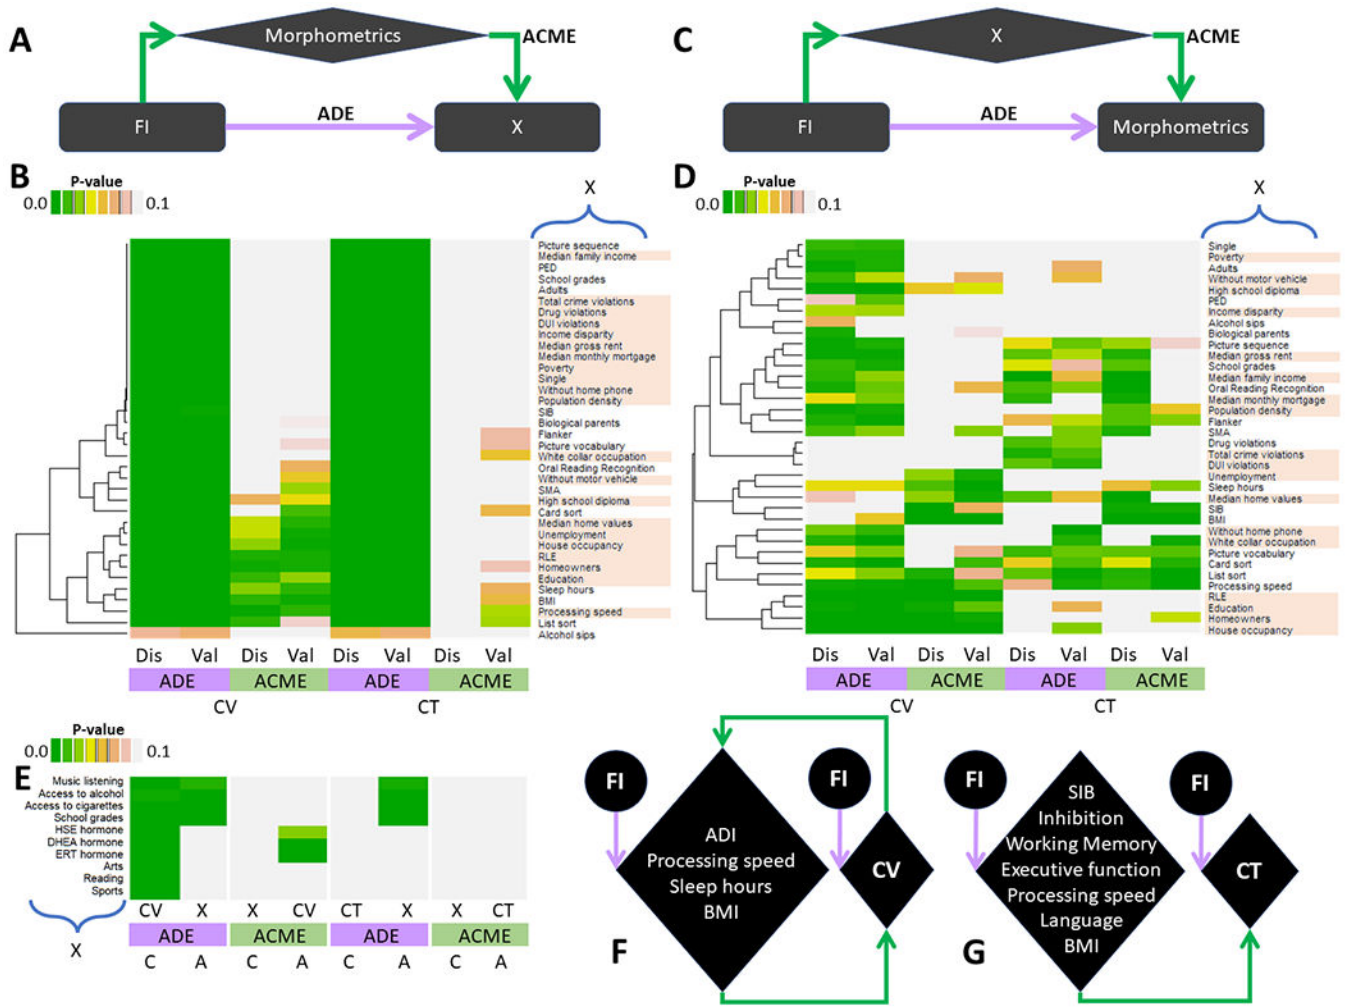 A
Morphometrics
ACME
FI
ADE
X
C
X
ACME
FI
ADE
Morphometrics
B
P-value
0.0
0.1
X
Picture sequence
Median family income
PED
School grades
Adults
Total crime violations
Drug violations
DUI violations
Income disparity
Median gross rent
Median monthly mortgage
Poverty
Single
Without home phone
Population density
SIB
Biological parents
Flanker
Picture vocabulary
White collar occupation
Oral Reading Recognition
Without motor vehicle
SMA
High school diploma
Card sort
Median home values
Unemployment
House occupancy
RLE
Homeowners
Education
Sleep hours
BMI
Processing speed
List sort
Alcohol sips
Dis Val Dis Val Dis Val Dis Val
ADE ACME ADE ACME
CV CT
D
P-value
0.0
0.1
X
Single
Poverty
Adults
Without motor vehicle
High school diploma
PED
Income disparity
Alcohol sips
Biological parents
Picture sequence
Median gross rent
School grades
Median family income
Oral Reading Recognition
Median monthly mortgage
Population density
Flanker
SMA
Drug violations
Total crime violations
DUI violations
Unemployment
Sleep hours
Median home values
SIB
BMI
Without home phone
White collar occupation
Picture vocabulary
Card sort
List sort
Processing speed
RLE
Education
Homeowners
House occupancy
Dis Val Dis Val Dis Val Dis Val
ADE ACME ADE ACME
CV CT
P-value
0.0
0.1
E
Music listening
Access to alcohol
Access to cigarettes
School grades
HSE hormone
DHEA hormone
ERT hormone
Arts
Reading
Sports
X
CV X X CV CT X X CT
ADE ACME ADE ACME
C A C A C A C A
FI
FI
ADI
Processing speed
Sleep hours
BMI
CV
F
FI
FI
SIB
Inhibition
Working Memory
Executive function
Processing speed
Language
BMI
CT
G